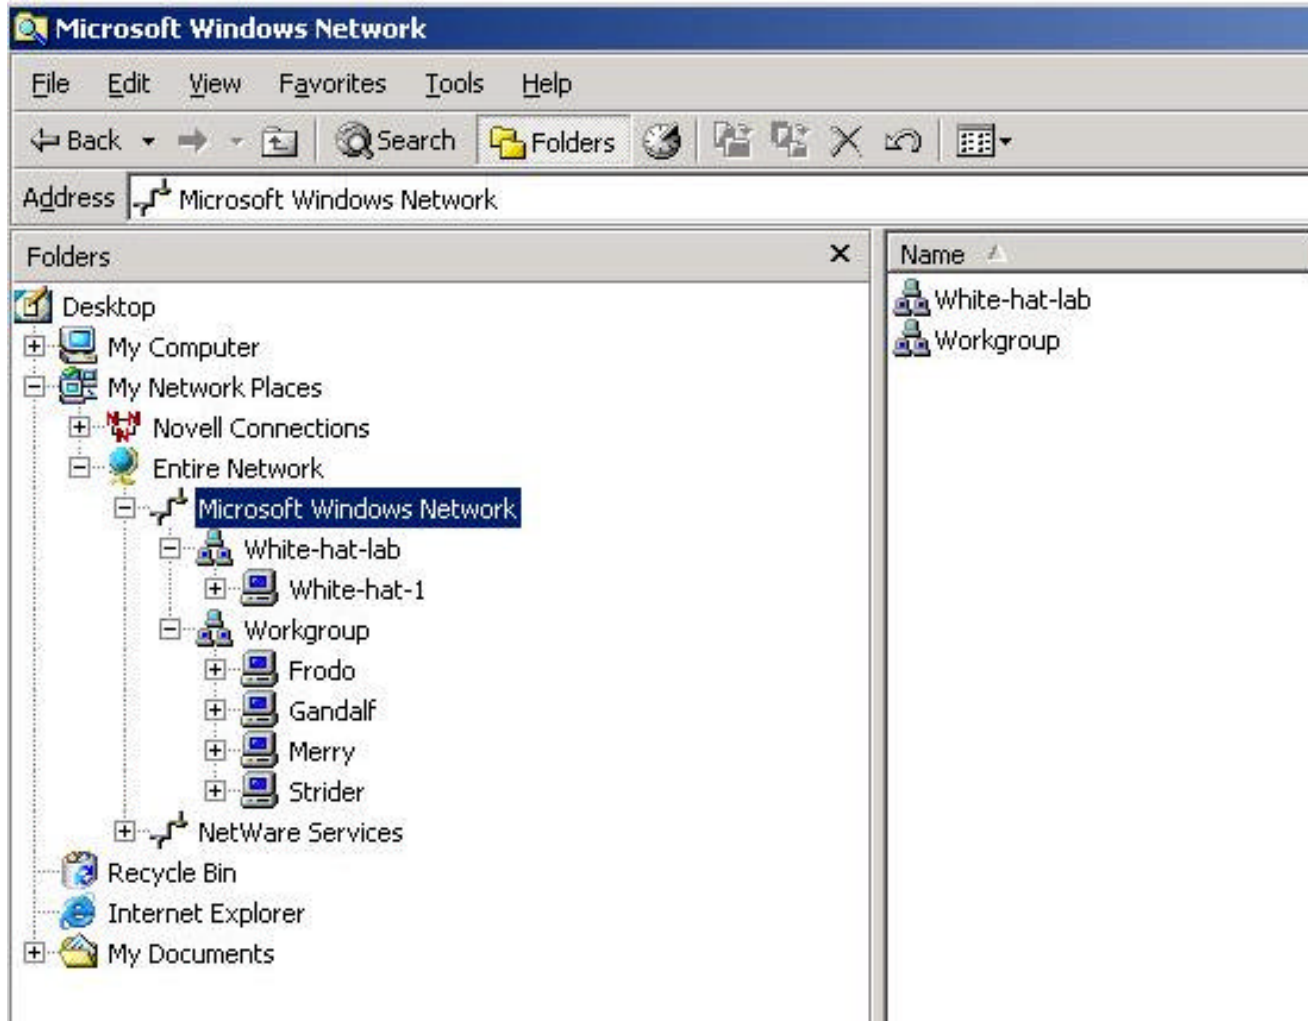 Microsoft Windows Network
File Edit View Favorites Tools Help
Back Search Folders
Address Microsoft Windows Network
Folders
Desktop
My Computer
My Network Places
Novell Connections
Entire Network
Microsoft Windows Network
White-hat-lab
White-hat-1
Workgroup
Frodo
Gandalf
Merry
Strider
NetWare Services
Recycle Bin
Internet Explorer
My Documents
Name
White-hat-lab
Workgroup